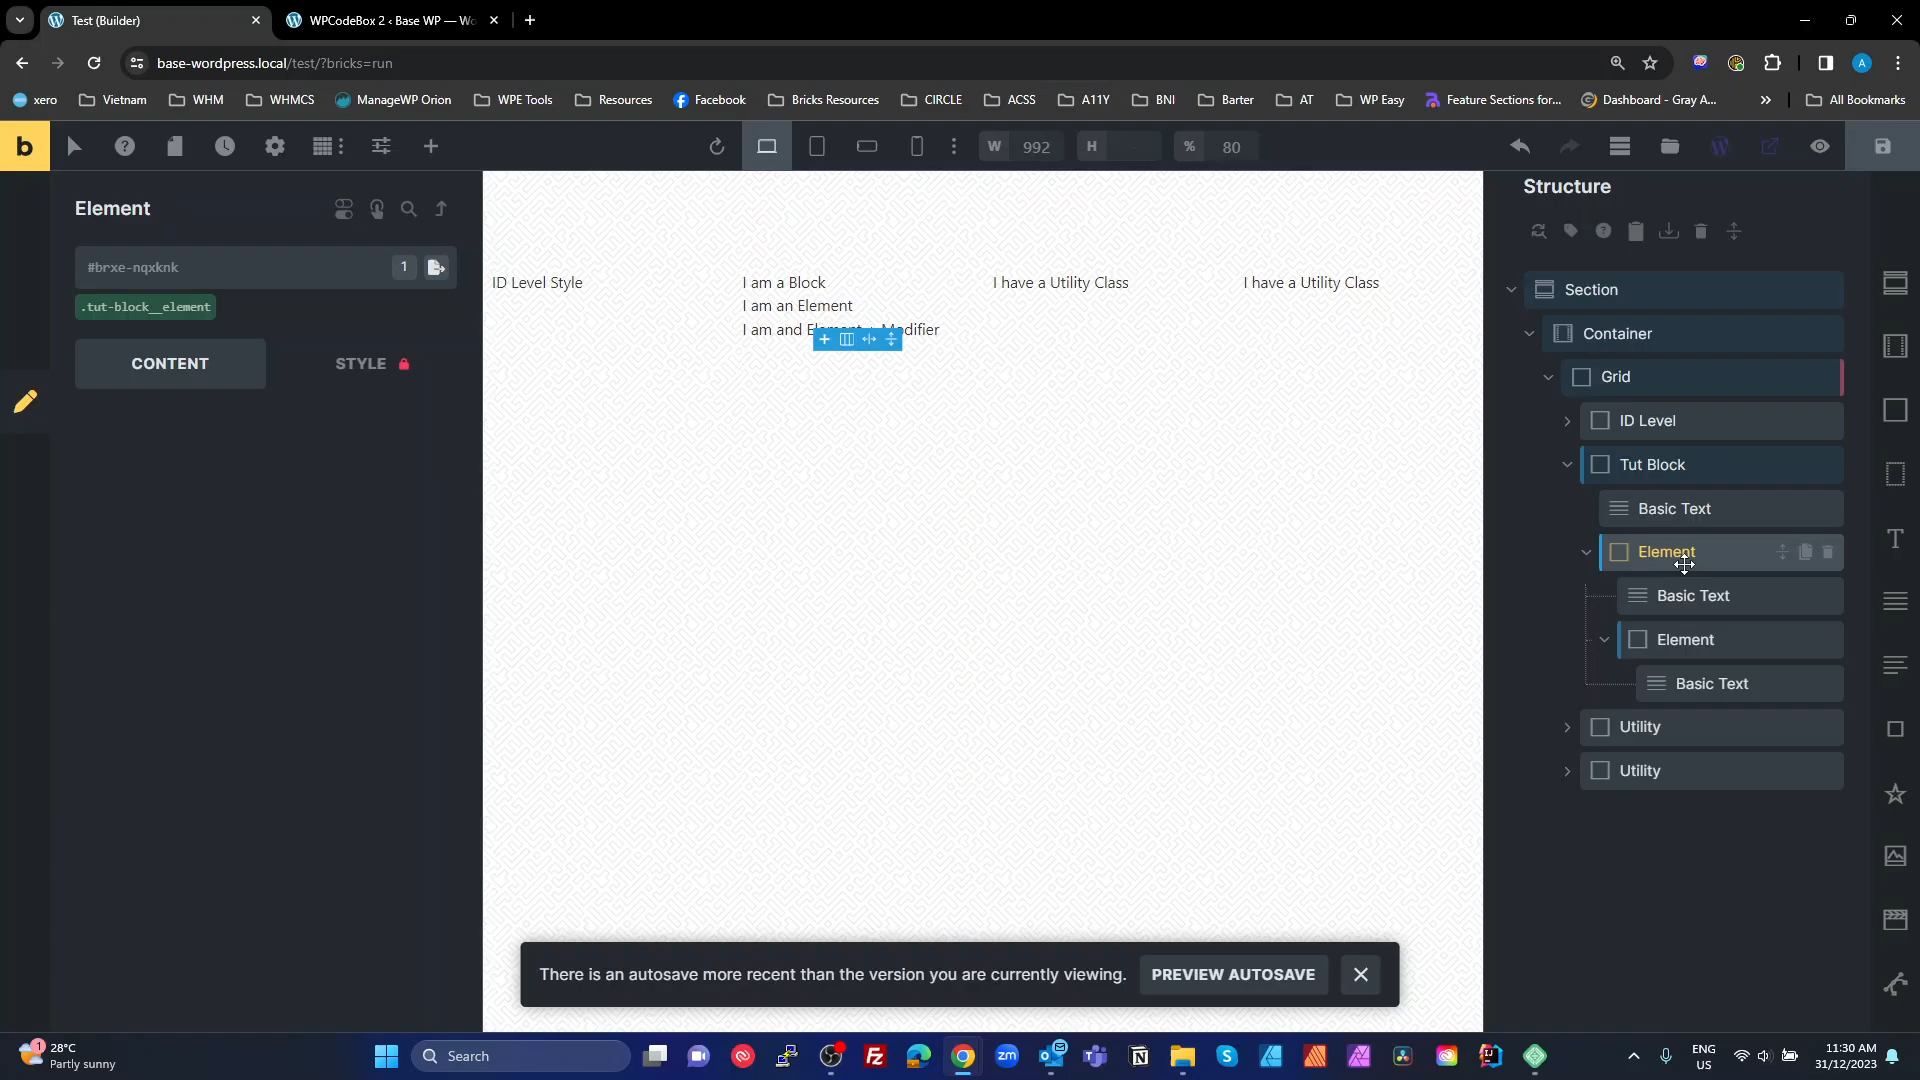 Test (Builder)
WPCodeBox 2 ‹ Base WP — Wo
base-wordpress.local/test/?bricks=run
xero
Vietnam
WHM
WHMCS
ManageWP Orion
WPE Tools
Resources
Facebook
Bricks Resources
CIRCLE
ACSS
A11Y
BNI
Barter
AT
WP Easy
Feature Sections for...
Dashboard - Gray A...
All Bookmarks
b
W 992
H
% 80
Element
#brxe-nqxknk
1
.tut-block__element
CONTENT
STYLE
ID Level Style
I am a Block
I am an Element
I am and Element + Modifier
I have a Utility Class
I have a Utility Class
There is an autosave more recent than the version you are currently viewing.
PREVIEW AUTOSAVE
Structure
Section
Container
Grid
ID Level
Tut Block
Basic Text
Element
Basic Text
Element
Basic Text
Utility
Utility
1
28°C
Partly sunny
Search
ENG
US
11:30 AM
31/12/2023